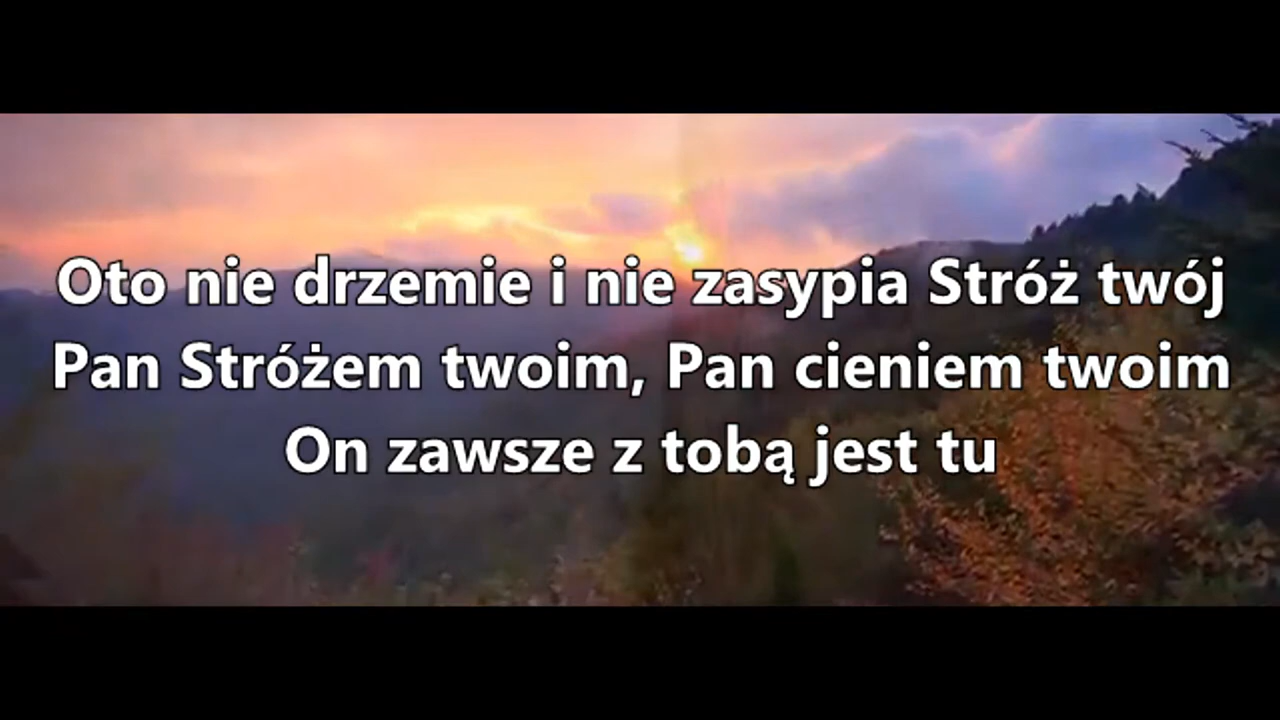 Oto nie drzemie i nie zasypia Stróż twój
Pan Stróżem twoim, Pan cieniem twoim
On zawsze z tobą jest tu